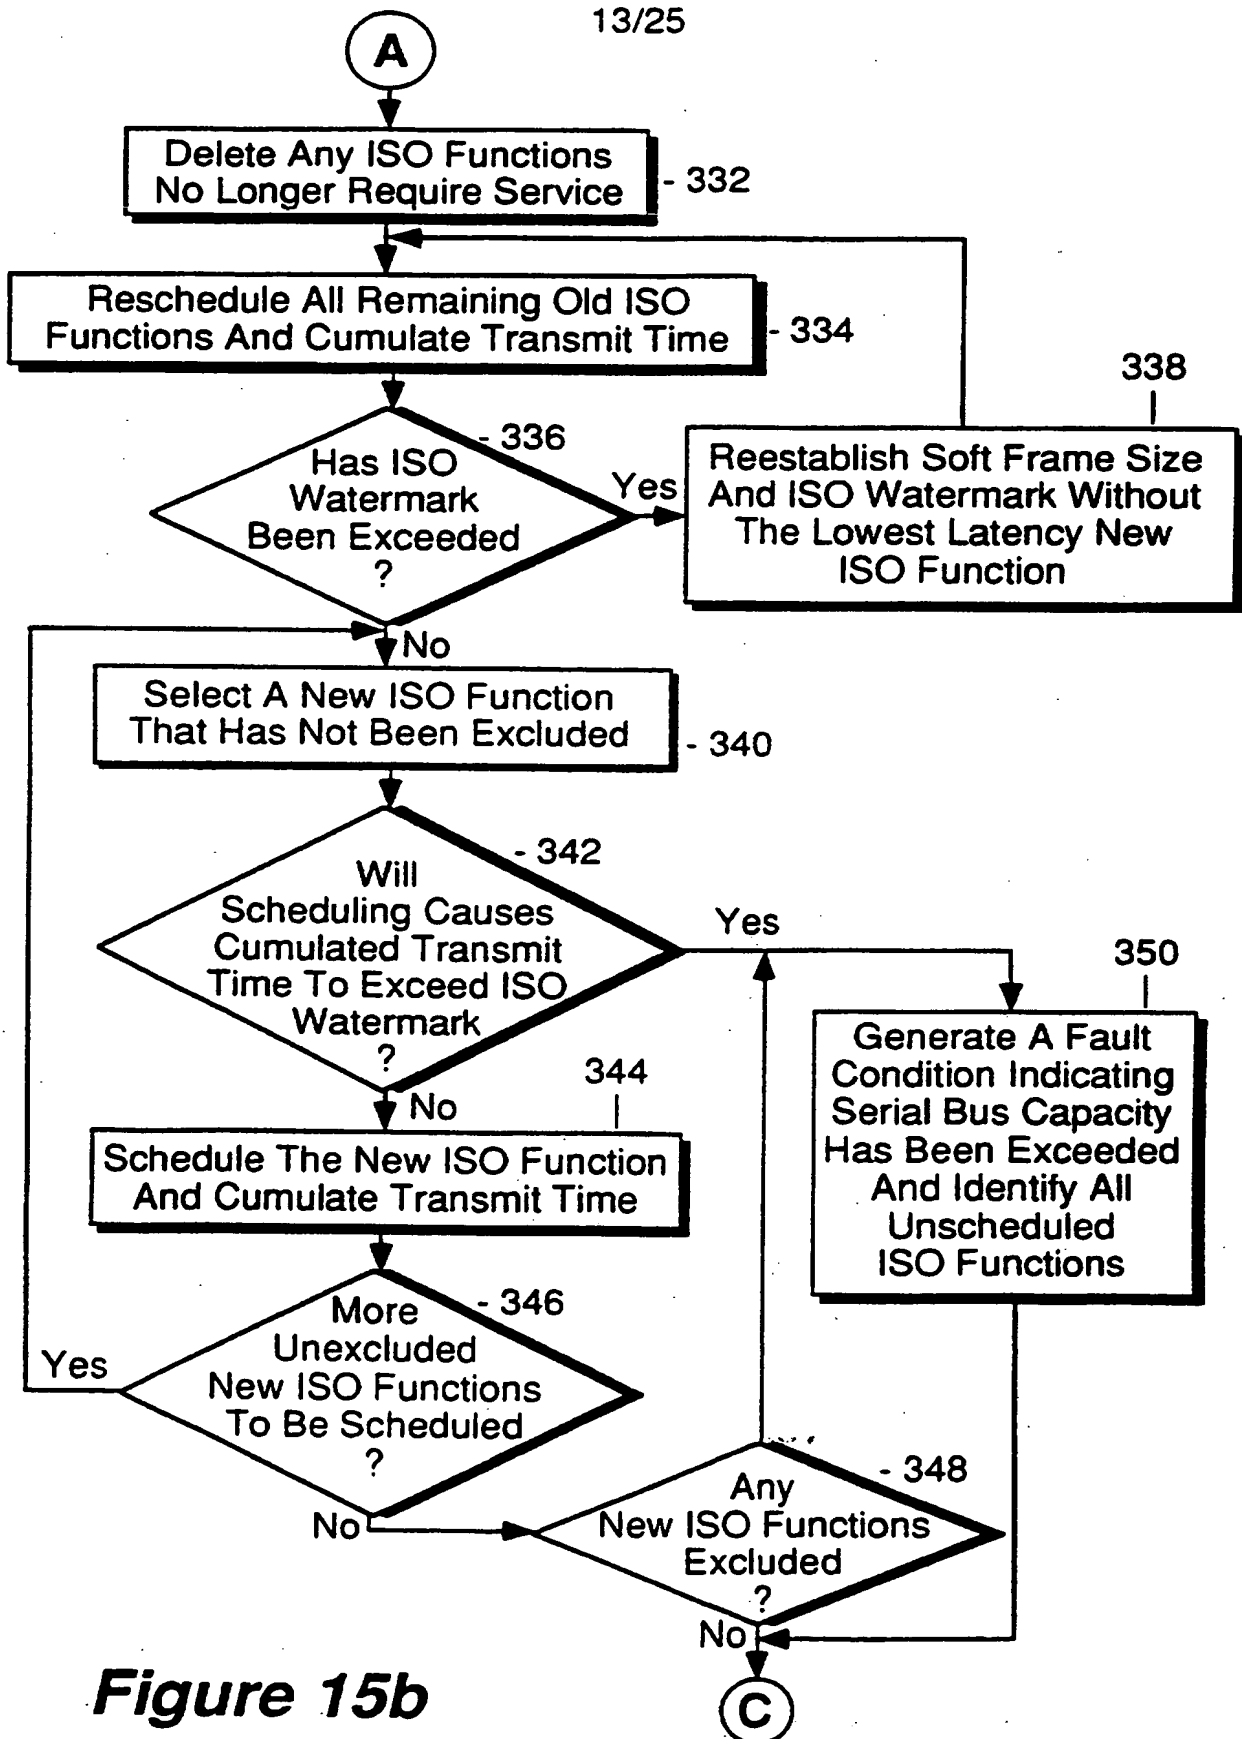 13/25
A
Delete Any ISO Functions
No Longer Require Service
- 332
Reschedule All Remaining Old ISO
Functions And Cumulate Transmit Time
- 334
338
- 336
Has ISO
Watermark
Been Exceeded
?
Yes
Reestablish Soft Frame Size
And ISO Watermark Without
The Lowest Latency New
ISO Function
No
Select A New ISO Function
That Has Not Been Excluded
- 340
- 342
Will
Scheduling Causes
Cumulated Transmit
Time To Exceed ISO
Watermark
?
Yes
350
Generate A Fault
Condition Indicating
Serial Bus Capacity
Has Been Exceeded
And Identify All
Unscheduled
ISO Functions
344
No
Schedule The New ISO Function
And Cumulate Transmit Time
- 346
More
Unexcluded
New ISO Functions
To Be Scheduled
?
Yes
No
- 348
Any
New ISO Functions
Excluded
?
No
C
Figure 15b